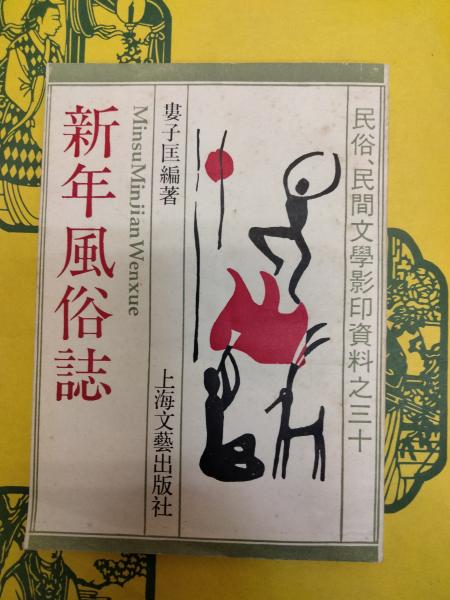 民俗、民間文學影印資料之三十
婁子匡編著
上海文藝出版社
MinsuMinjianWenxue
新年風俗誌